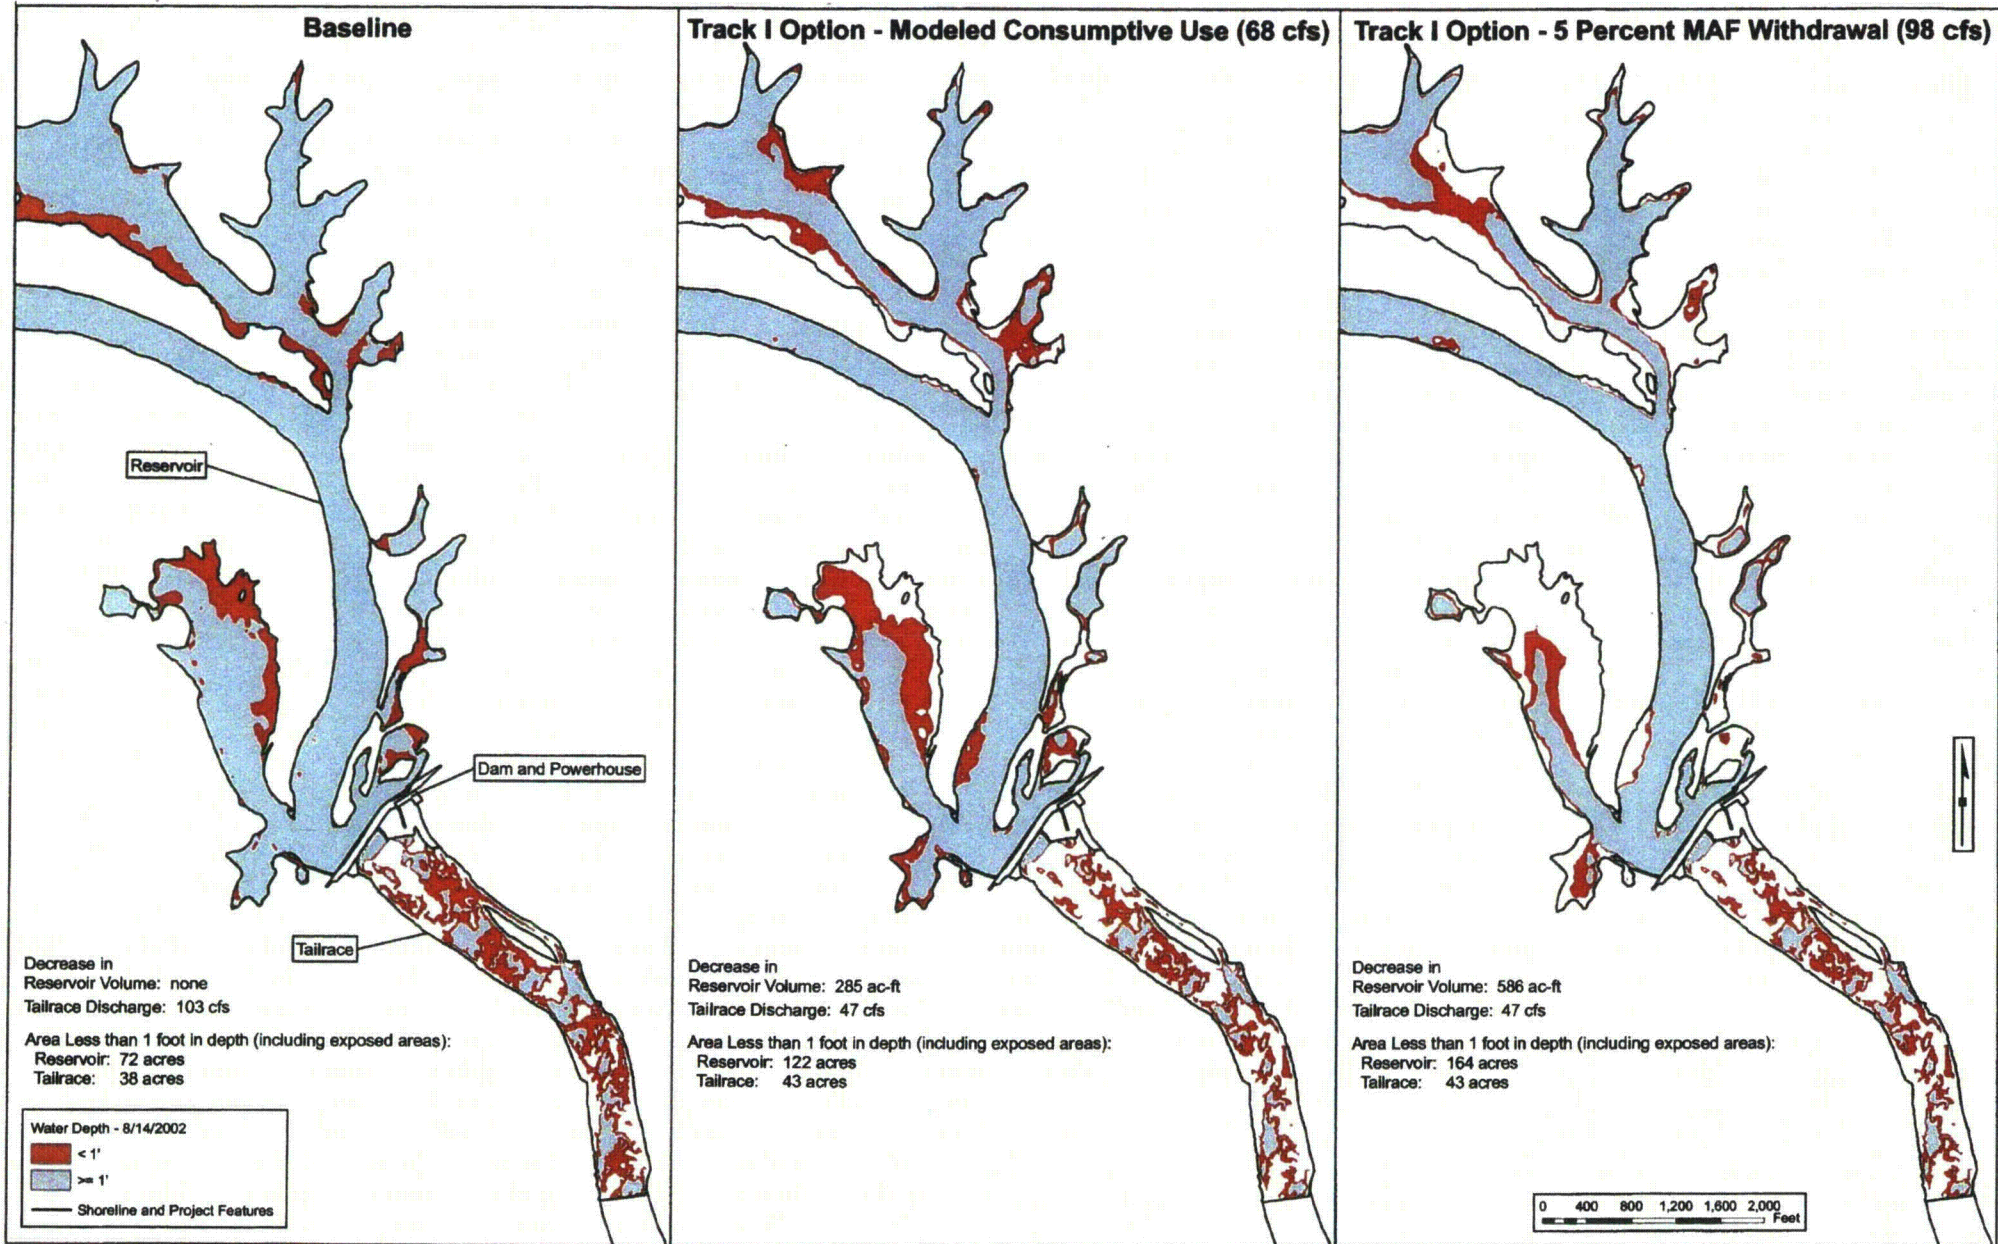 Baseline
Reservoir
Dam and Powerhouse
Tailrace
Decrease in
Reservoir Volume: none
Tailrace Discharge: 103 cfs
Area Less than 1 foot in depth (including exposed areas):
Reservoir: 72 acres
Tailrace: 38 acres
Water Depth - 8/14/2002
< 1'
>= 1'
Shoreline and Project Features
Track I Option - Modeled Consumptive Use (68 cfs)
Decrease in
Reservoir Volume: 285 ac-ft
Tailrace Discharge: 47 cfs
Area Less than 1 foot in depth (including exposed areas):
Reservoir: 122 acres
Tailrace: 43 acres
Track I Option - 5 Percent MAF Withdrawal (98 cfs)
Decrease in
Reservoir Volume: 586 ac-ft
Tailrace Discharge: 47 cfs
Area Less than 1 foot in depth (including exposed areas):
Reservoir: 164 acres
Tailrace: 43 acres
0 400 800 1,200 1,600 2,000
Feet